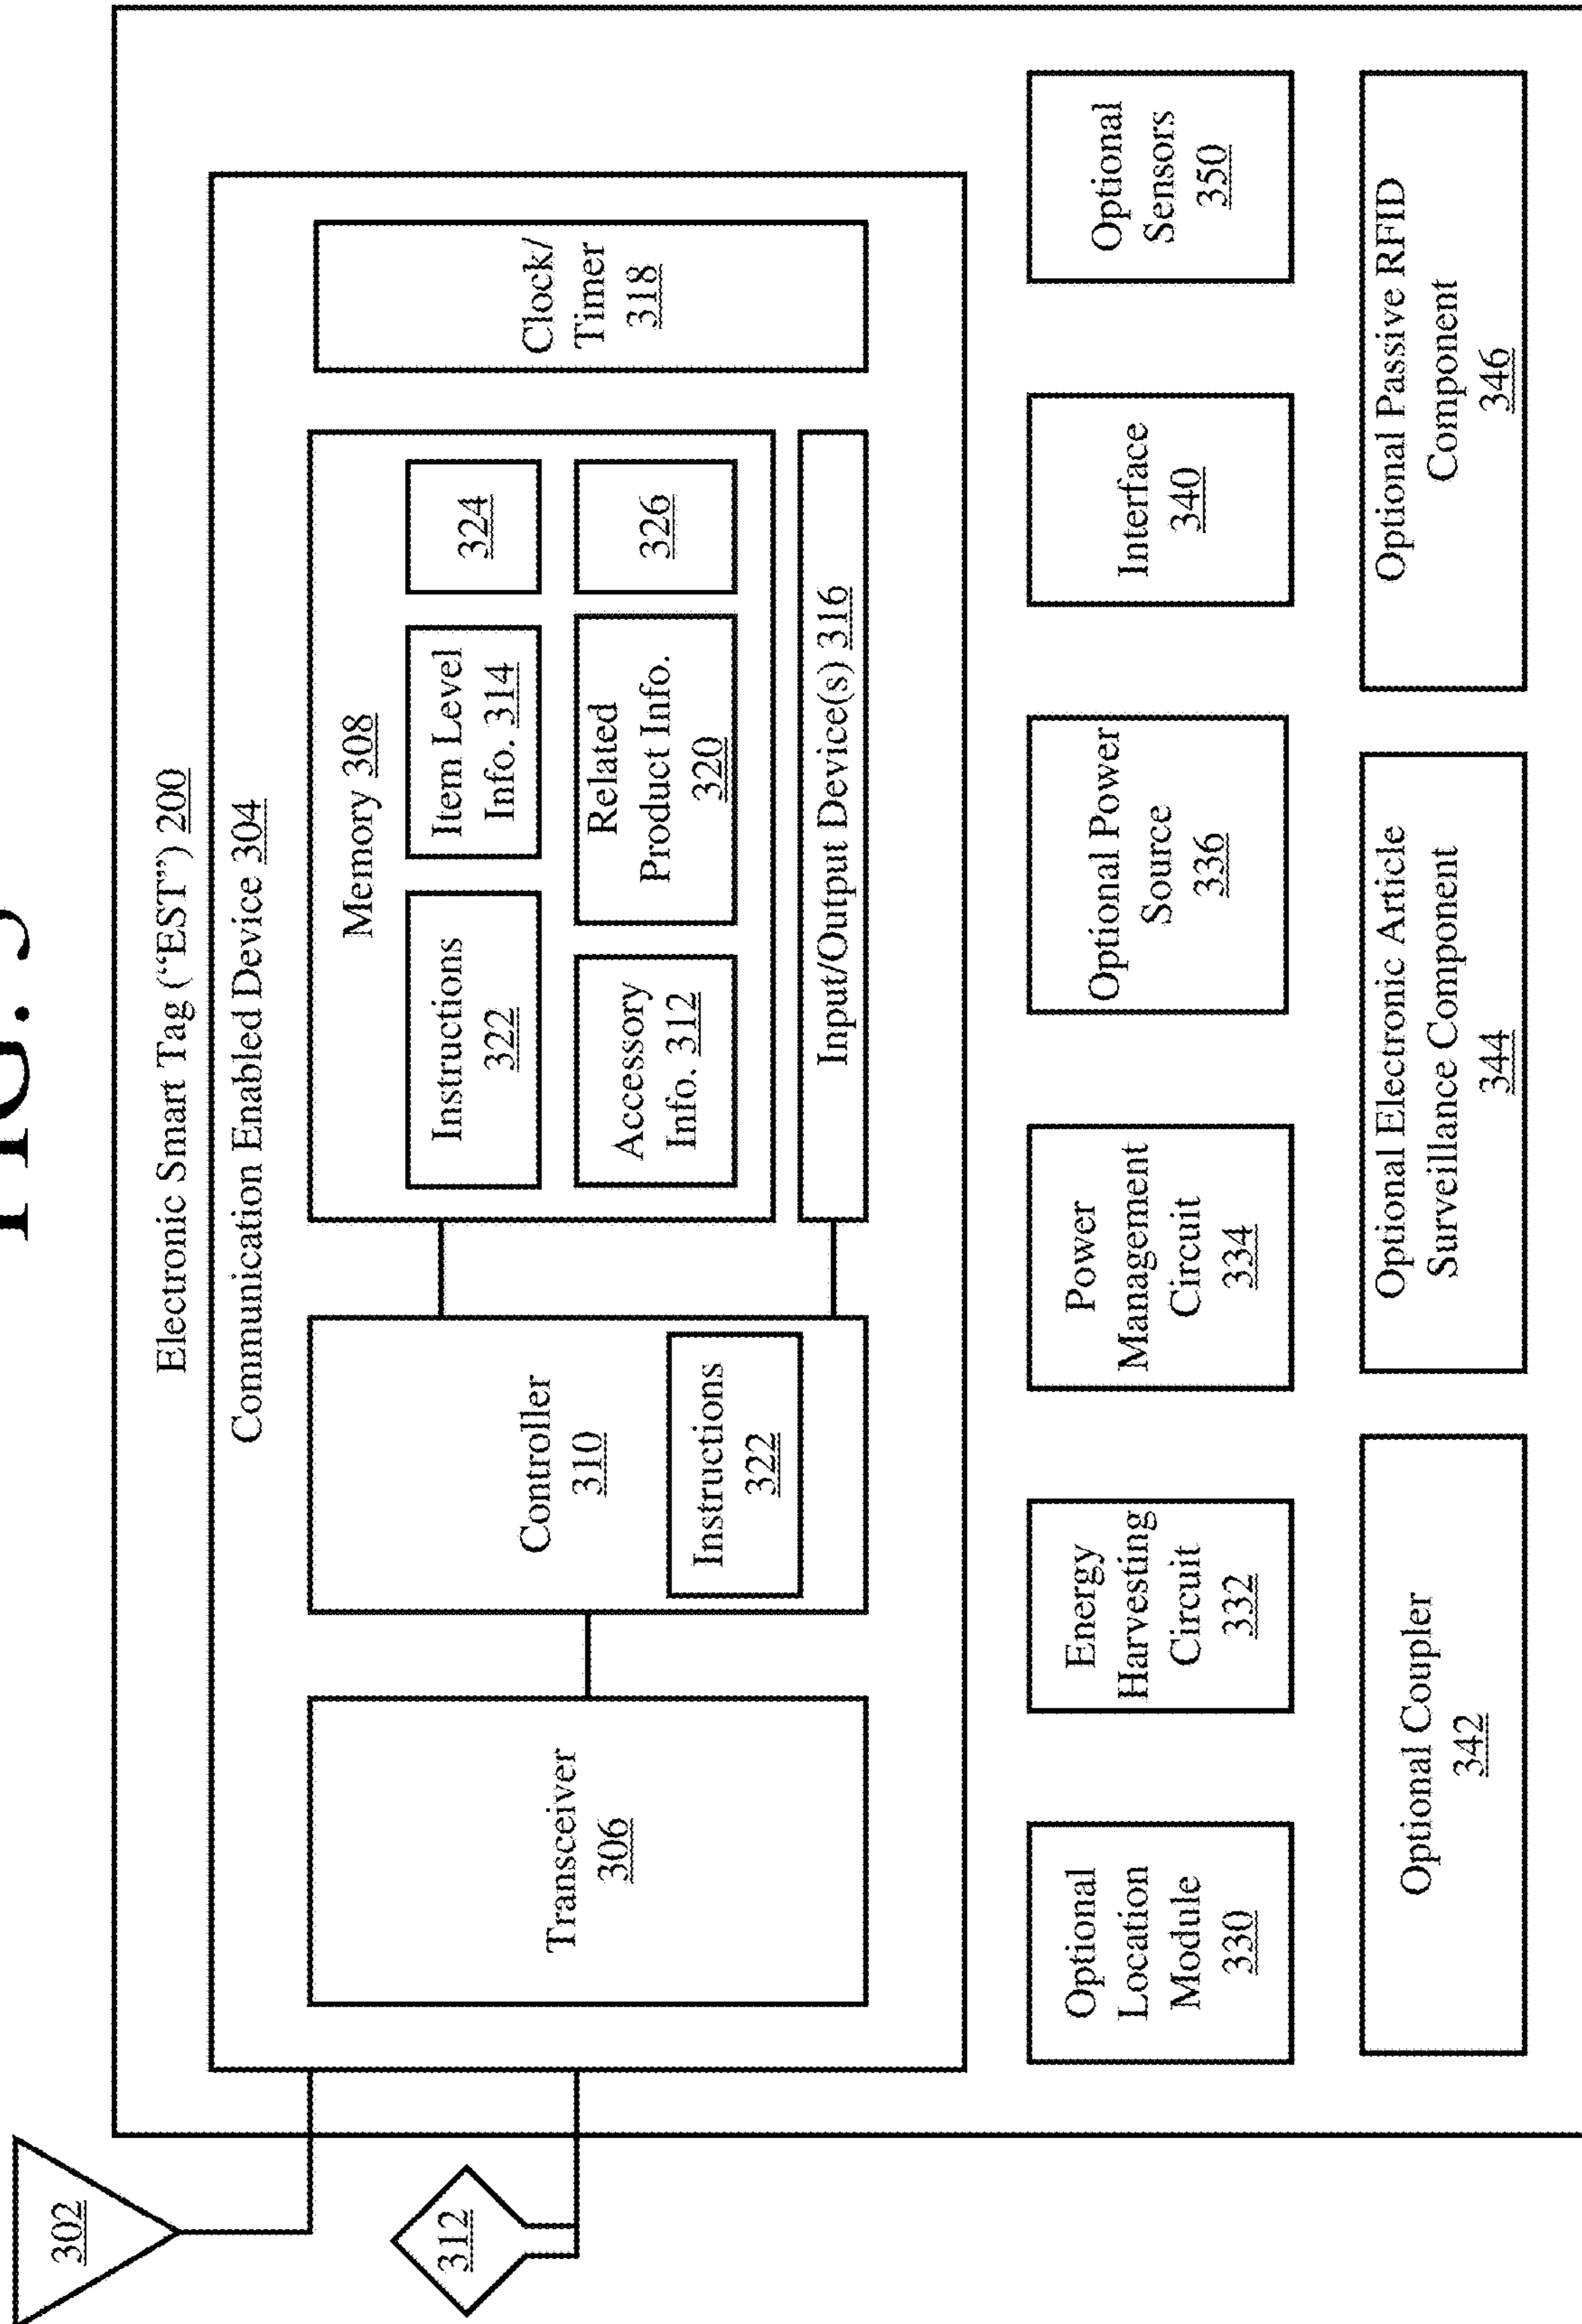 Electronic Smart Tag (“EST”) 200
Communication Enabled Device 304
302
312
Transceiver
306
Controller
310
Instructions
322
Memory 308
Instructions
322
Item Level
Info. 314
324
Accessory
Info. 312
Related
Product Info.
320
326
Input/Output Device(s) 316
Clock/
Timer
318
Optional
Location
Module
330
Energy
Harvesting
Circuit
332
Power
Management
Circuit
334
Optional Power
Source
336
Interface
340
Optional
Sensors
350
Optional Coupler
342
Optional Electronic Article
Surveillance Component
344
Optional Passive RFID
Component
346